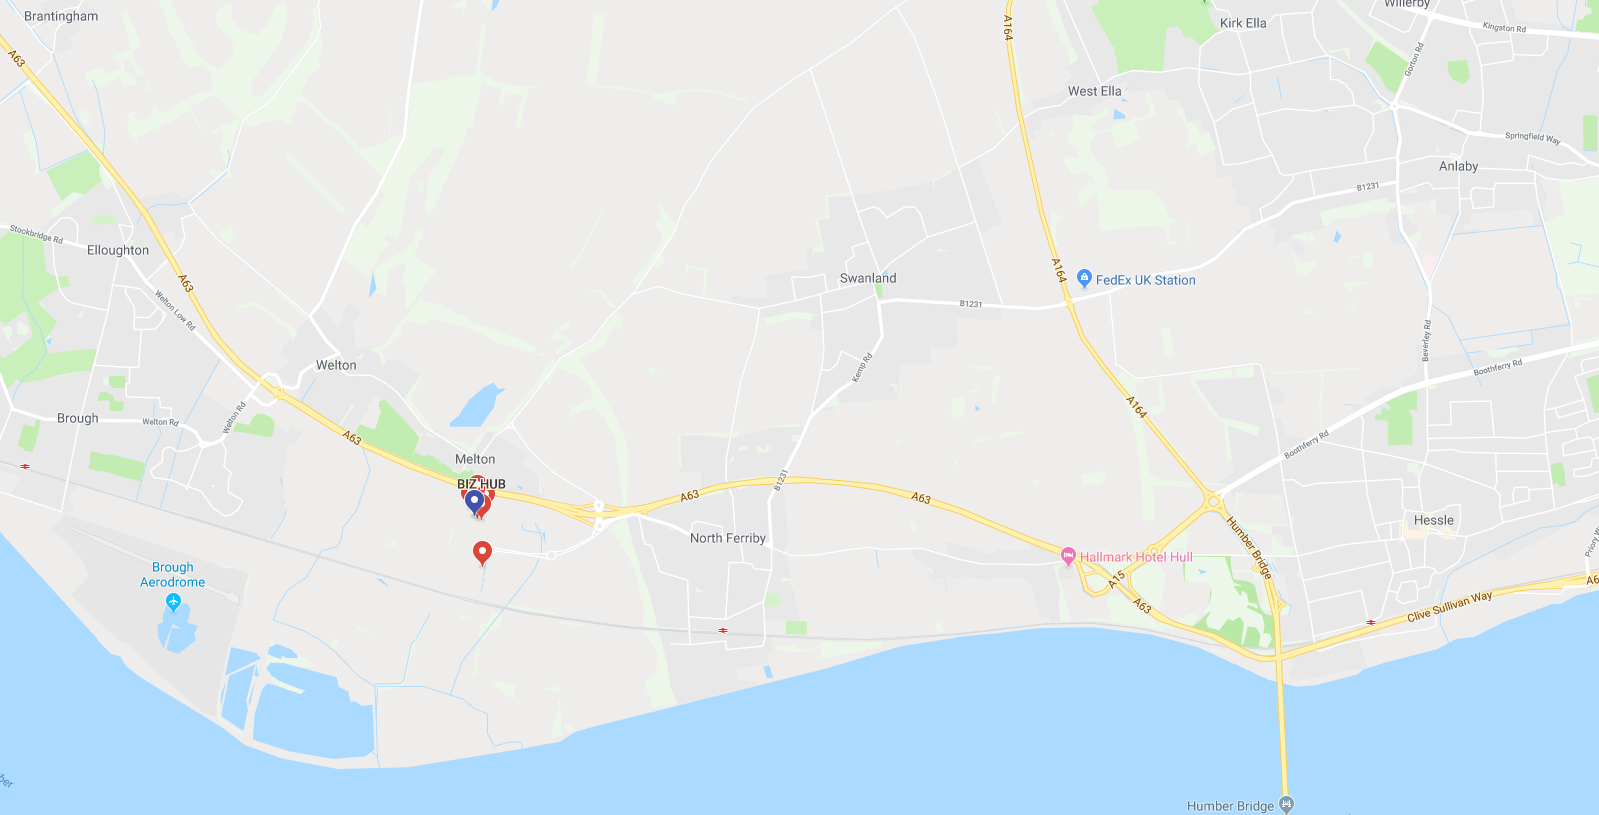 Brantingham
Willerby
Kirk Ella
Kingston Rd
A63
A164
Gorton Rd
West Ella
Springfield Way
Anlaby
B1231
Stockbridge Rd
Elloughton
A63
A164
Swanland
FedEx UK Station
Welton Low Rd
B1231
Beverley Rd
Welton
Kemp Rd
Boothferry Rd
A164
Brough
Welton Rd
Welton Rd
A63
Boothferry Rd
Melton
BIZ HUB
B1231
A63
A63
Hessle
North Ferriby
Humber Bridge
Hallmark Hotel Hull
Priory W
Brough
Aerodrome
A15
A6
A63
Clive Sullivan Way
ber
Humber Bridge